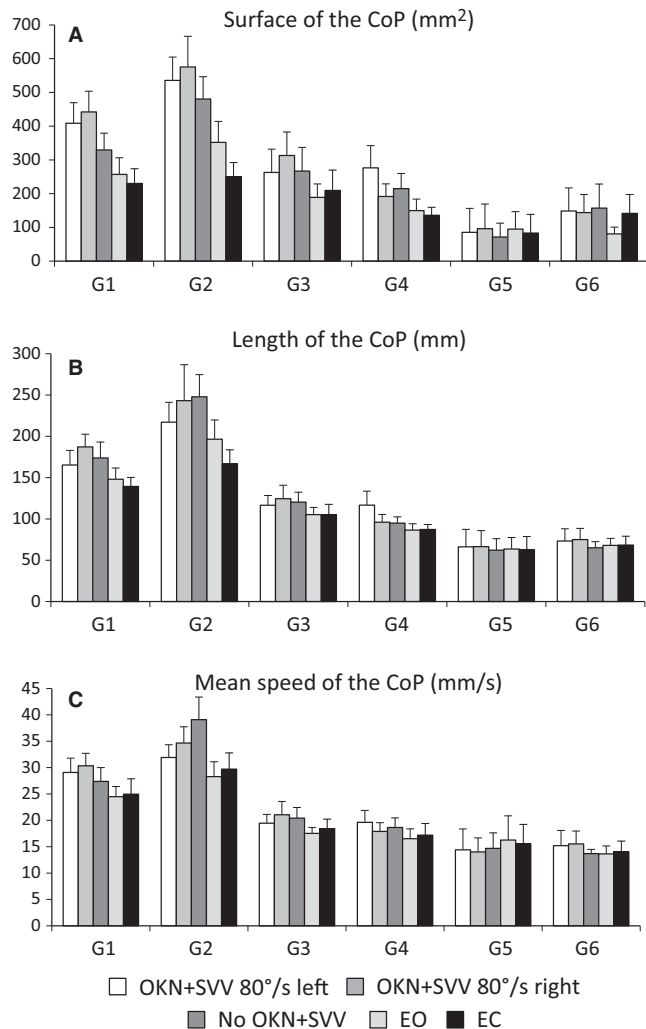 A Surface of the CoP (mm²)
700
600
500
400
300
200
100
0
G1 G2 G3 G4 G5 G6
Length of the CoP (mm)
B
300
250
200
150
100
50
0
G1 G2 G3 G4 G5 G6
Mean speed of the CoP (mm/s)
C
45
40
35
30
25
20
15
10
5
0
G1 G2 G3 G4 G5 G6
OKN+SVV 80°/s left OKN+SVV 80°/s right
No OKN+SVV EO EC